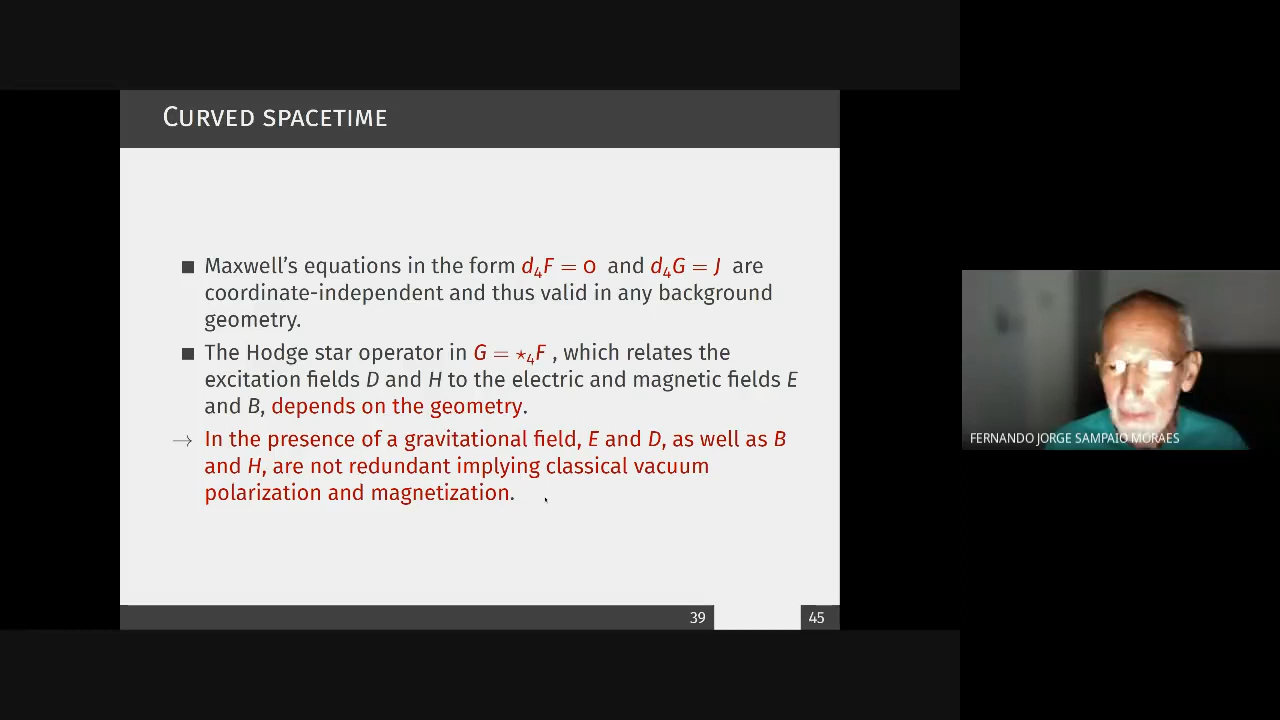 CURVED SPACETIME
■ Maxwell's equations in the form d₄F = 0 and d₄G = J are
coordinate-independent and thus valid in any background
geometry.
■ The Hodge star operator in G = ⋆₄F , which relates the
excitation fields D and H to the electric and magnetic fields E
and B, depends on the geometry.
→ In the presence of a gravitational field, E and D, as well as B
and H, are not redundant implying classical vacuum
polarization and magnetization.
39 45
FERNANDO JORGE SAMPAIO MORAES